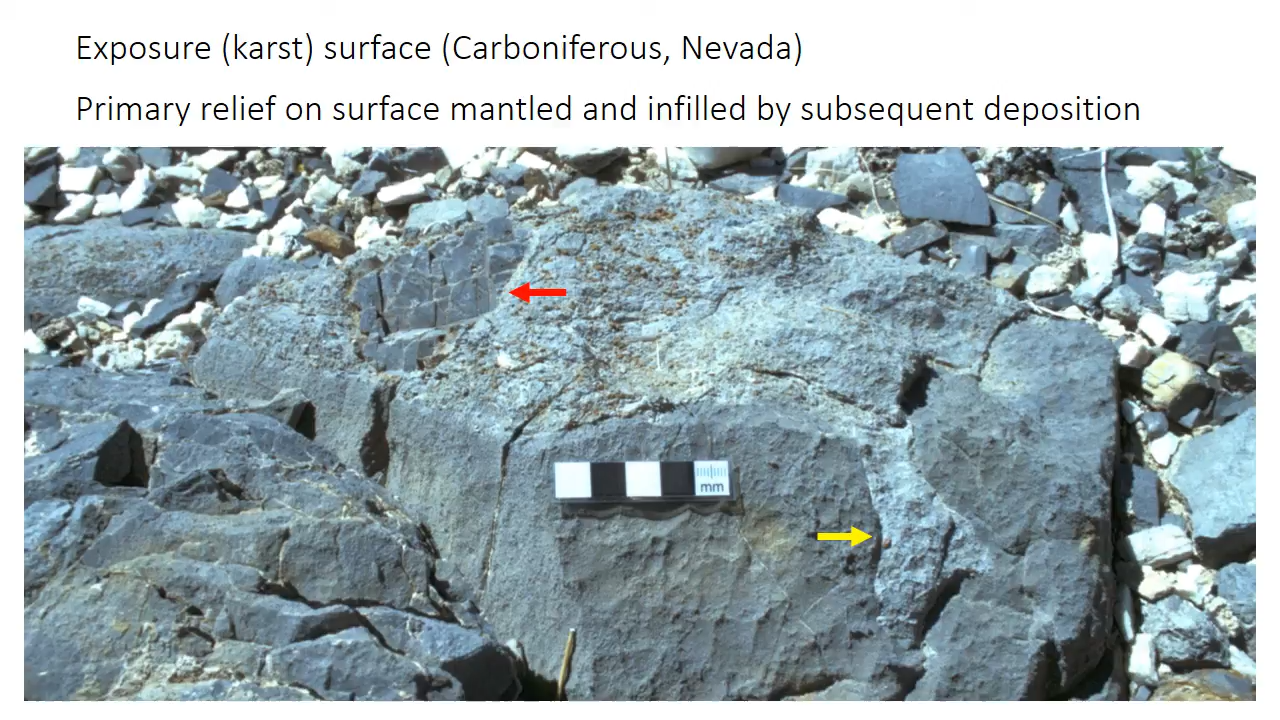 Exposure (karst) surface (Carboniferous, Nevada)
Primary relief on surface mantled and infilled by subsequent deposition
mm